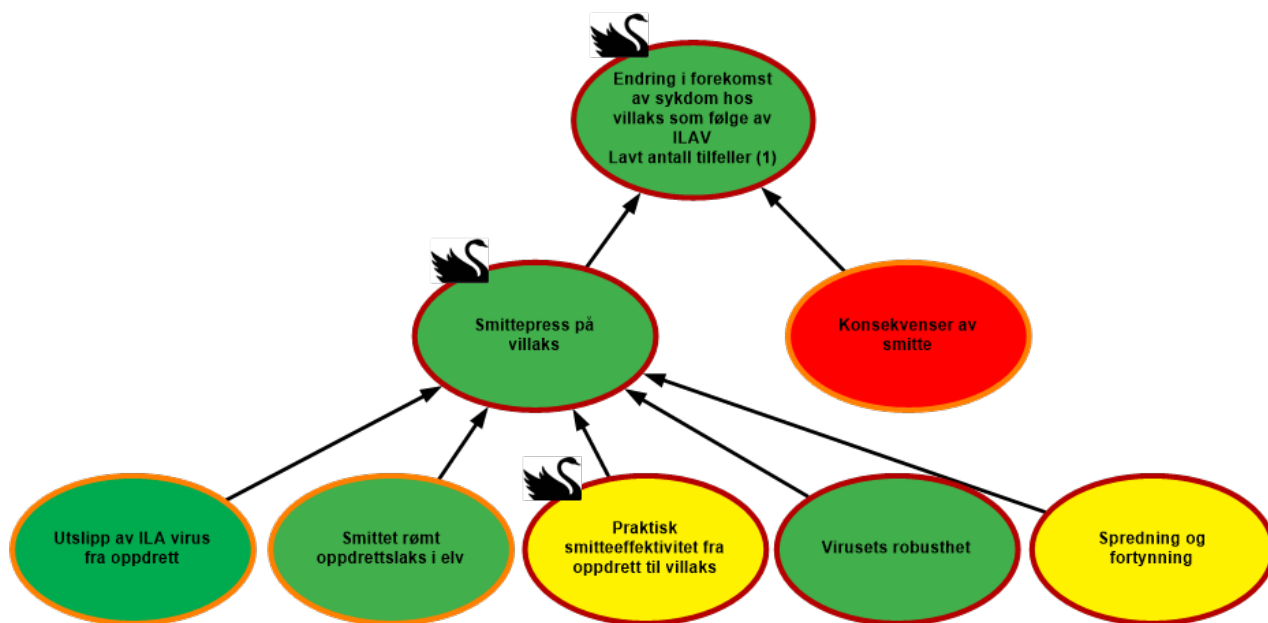 Endring i forekomst
av sykdom hos
villaks som følge av
ILAV
Lavt antall tilfeller (1)
Smittepress på
villaks
Konsekvenser av
smitte
Utslipp av ILA virus
fra oppdrett
Smittet rømt
oppdrettslaks i elv
Praktisk
smitteeffektivitet fra
oppdrett til villaks
Virusets robusthet
Spredning og
fortynning